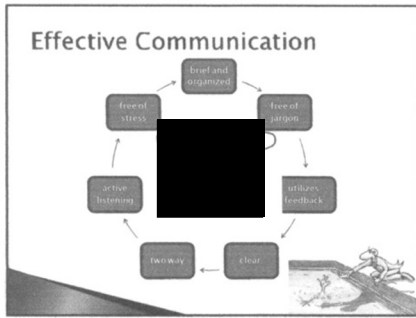 Effective Communication
-brief and
organized-
-free of
stress
free of
jargon
active
listening
utilizes
feedback
two way
clear